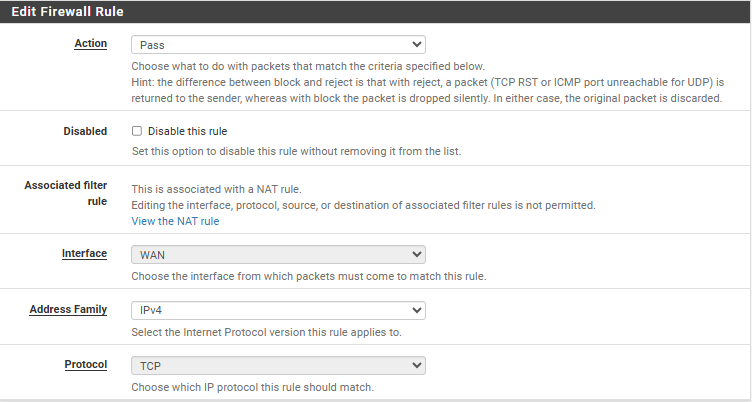 Edit Firewall Rule
Action
Pass
Choose what to do with packets that match the criteria specified below.
Hint: the difference between block and reject is that with reject, a packet (TCP RST or ICMP port unreachable for UDP) is
returned to the sender, whereas with block the packet is dropped silently. In either case, the original packet is discarded.
Disabled
Disable this rule
Set this option to disable this rule without removing it from the list.
Associated filter
rule
This is associated with a NAT rule.
Editing the interface, protocol, source, or destination of associated filter rules is not permitted.
View the NAT rule
Interface
WAN
Choose the interface from which packets must come to match this rule.
Address Family
IPv4
Select the Internet Protocol version this rule applies to.
Protocol
TCP
Choose which IP protocol this rule should match.